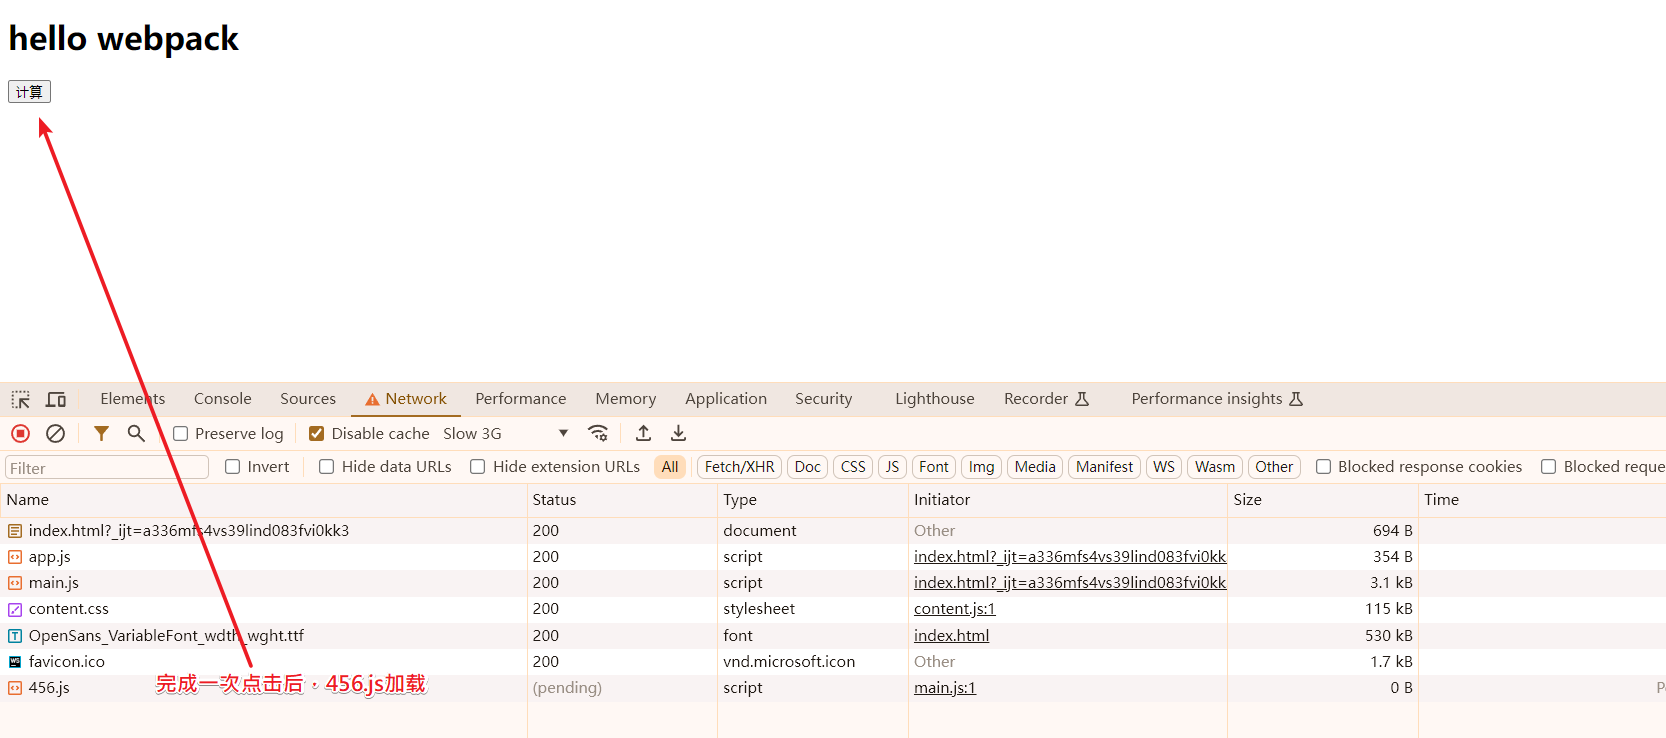 hello webpack
计算
Elements Console Sources Network Performance Memory Application Security Lighthouse Recorder Performance insights
Preserve log Disable cache Slow 3G
Filter Invert Hide data URLs Hide extension URLs All Fetch/XHR Doc CSS JS Font Img Media Manifest WS Wasm Other Blocked response cookies Blocked reque
Name Status Type Initiator Size Time
index.html?_ijt=a336mfs4vs39lind083fvi0kk3 200 document Other 694 B
app.js 200 script index.html?_ijt=a336mfs4vs39lind083fvi0kk 354 B
main.js 200 script index.html?_ijt=a336mfs4vs39lind083fvi0kk 3.1 kB
content.css 200 stylesheet content.js:1 115 kB
OpenSans_VariableFont_wdth_wght.ttf 200 font index.html 530 kB
favicon.ico 200 vnd.microsoft.icon Other 1.7 kB
456.js (pending) script main.js:1 0 B
完成一次点击后，456.js加载